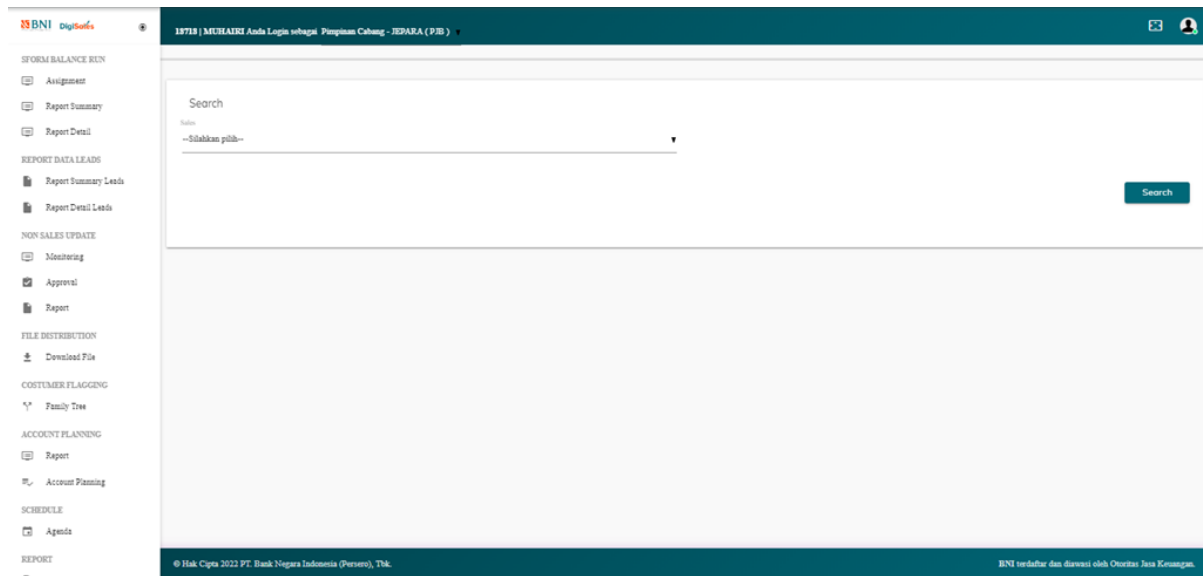 BNI DigiSales
13713 | MUHAIRI Anda Login sebagai Pimpinan Cabang - JEPARA ( PJB )
SFORM BALANCE RUN
Assignment
Report Summary
Report Detail
REPORT DATA LEADS
Report Summary Leads
Report Detail Leads
NON SALES UPDATE
Monitoring
Approval
Report
FILE DISTRIBUTION
Download File
COSTUMER FLAGGING
Family Tree
ACCOUNT PLANNING
Report
Account Planning
SCHEDULE
Agenda
REPORT
Search
Sales
--Silahkan pilih--
Search
© Hak Cipta 2022 PT. Bank Negara Indonesia (Persero), Tbk.
BNI terdaftar dan diawasi oleh Otoritas Jasa Keuangan.